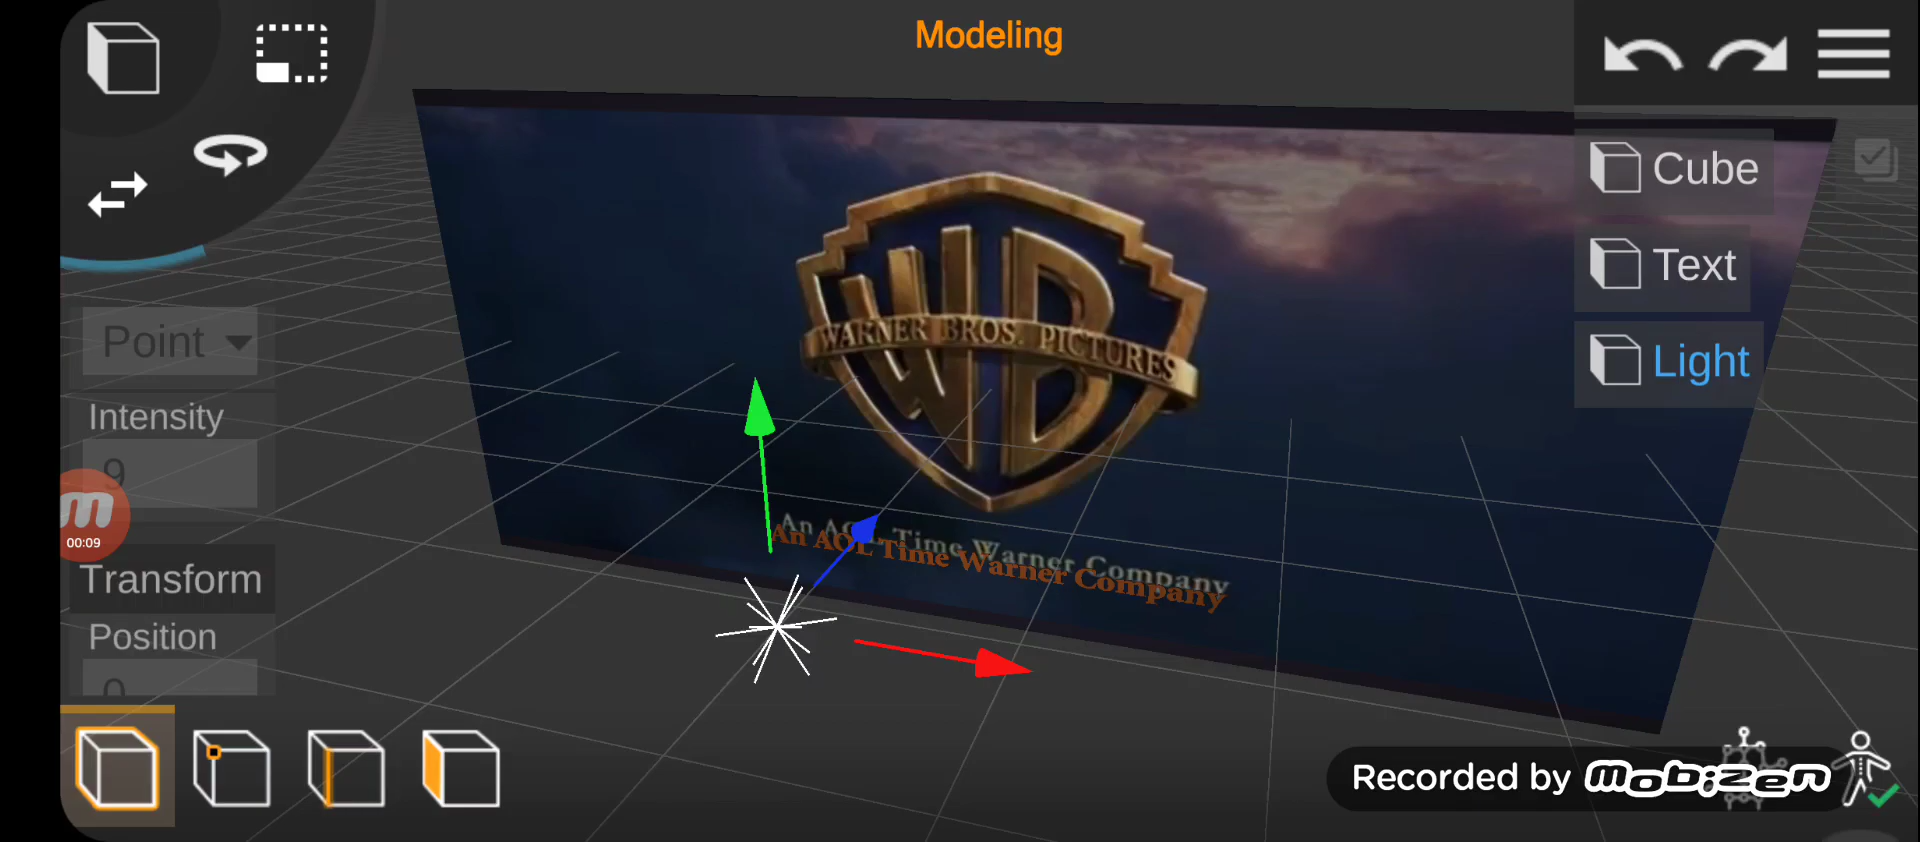 Modeling
Cube
Text
Light
Point
Intensity
9
00:09
Transform
Position
0
WB
WARNER BROS. PICTURES
An AOL Time Warner Company
An AOL Time Warner Company
Recorded by mobizen